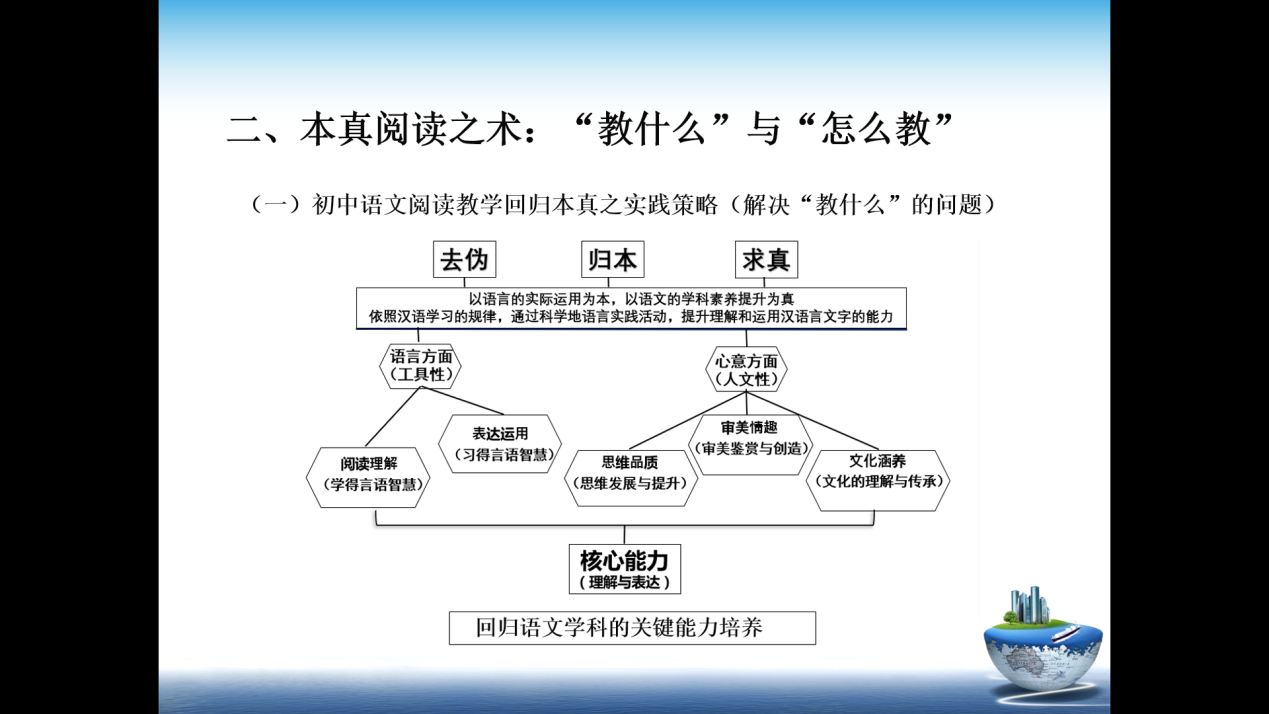 二、本真阅读之术：“教什么”与“怎么教”
（一）初中语文阅读教学回归本真之实践策略（解决“教什么”的问题）
去伪
归本
求真
以语言的实际运用为本，以语文的学科素养提升为真
依照汉语学习的规律，通过科学地语言实践活动，提升理解和运用汉语言文字的能力
语言方面
（工具性）
心意方面
（人文性）
阅读理解
（学得言语智慧）
表达运用
（习得言语智慧）
思维品质
（思维发展与提升）
审美情趣
（审美鉴赏与创造）
文化涵养
（文化的理解与传承）
核心能力
（理解与表达）
回归语文学科的关键能力培养